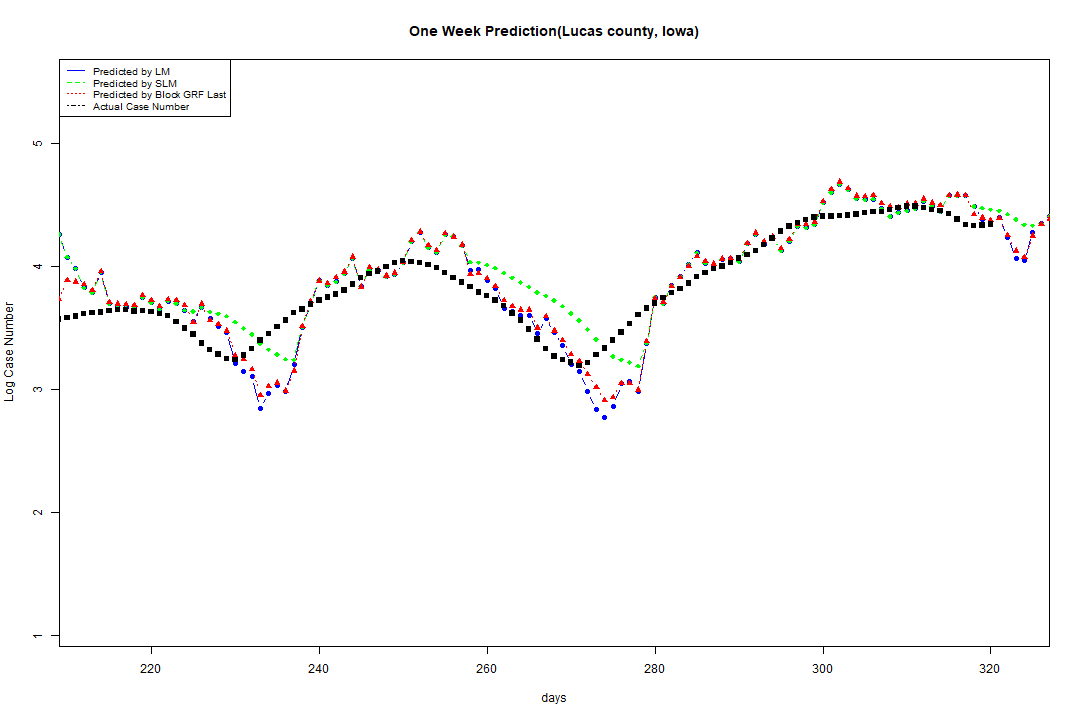 One Week Prediction(Lucas county, Iowa)
Predicted by LM
Predicted by SLM
Predicted by Block GRF Last
Actual Case Number
5
4
3
2
1
Log Case Number
220 240 260 280 300 320
days